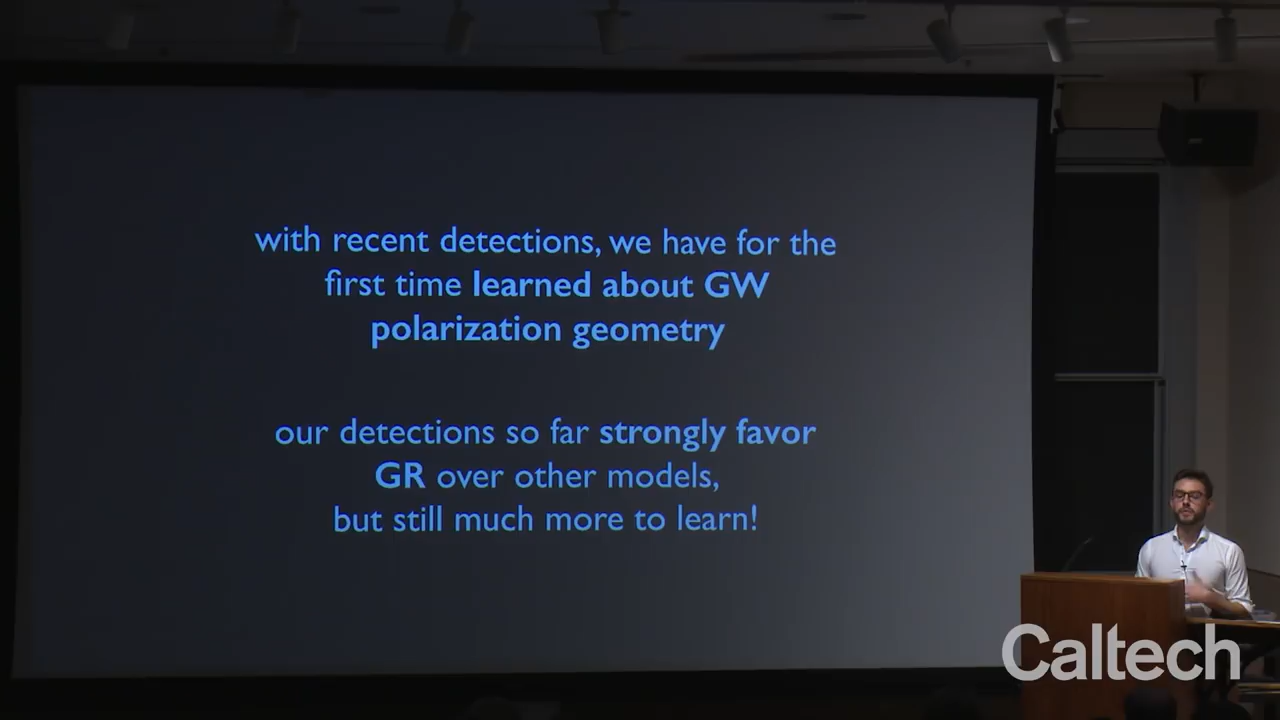 with recent detections, we have for the
first time learned about GW
polarization geometry
our detections so far strongly favor
GR over other models,
but still much more to learn!
Caltech